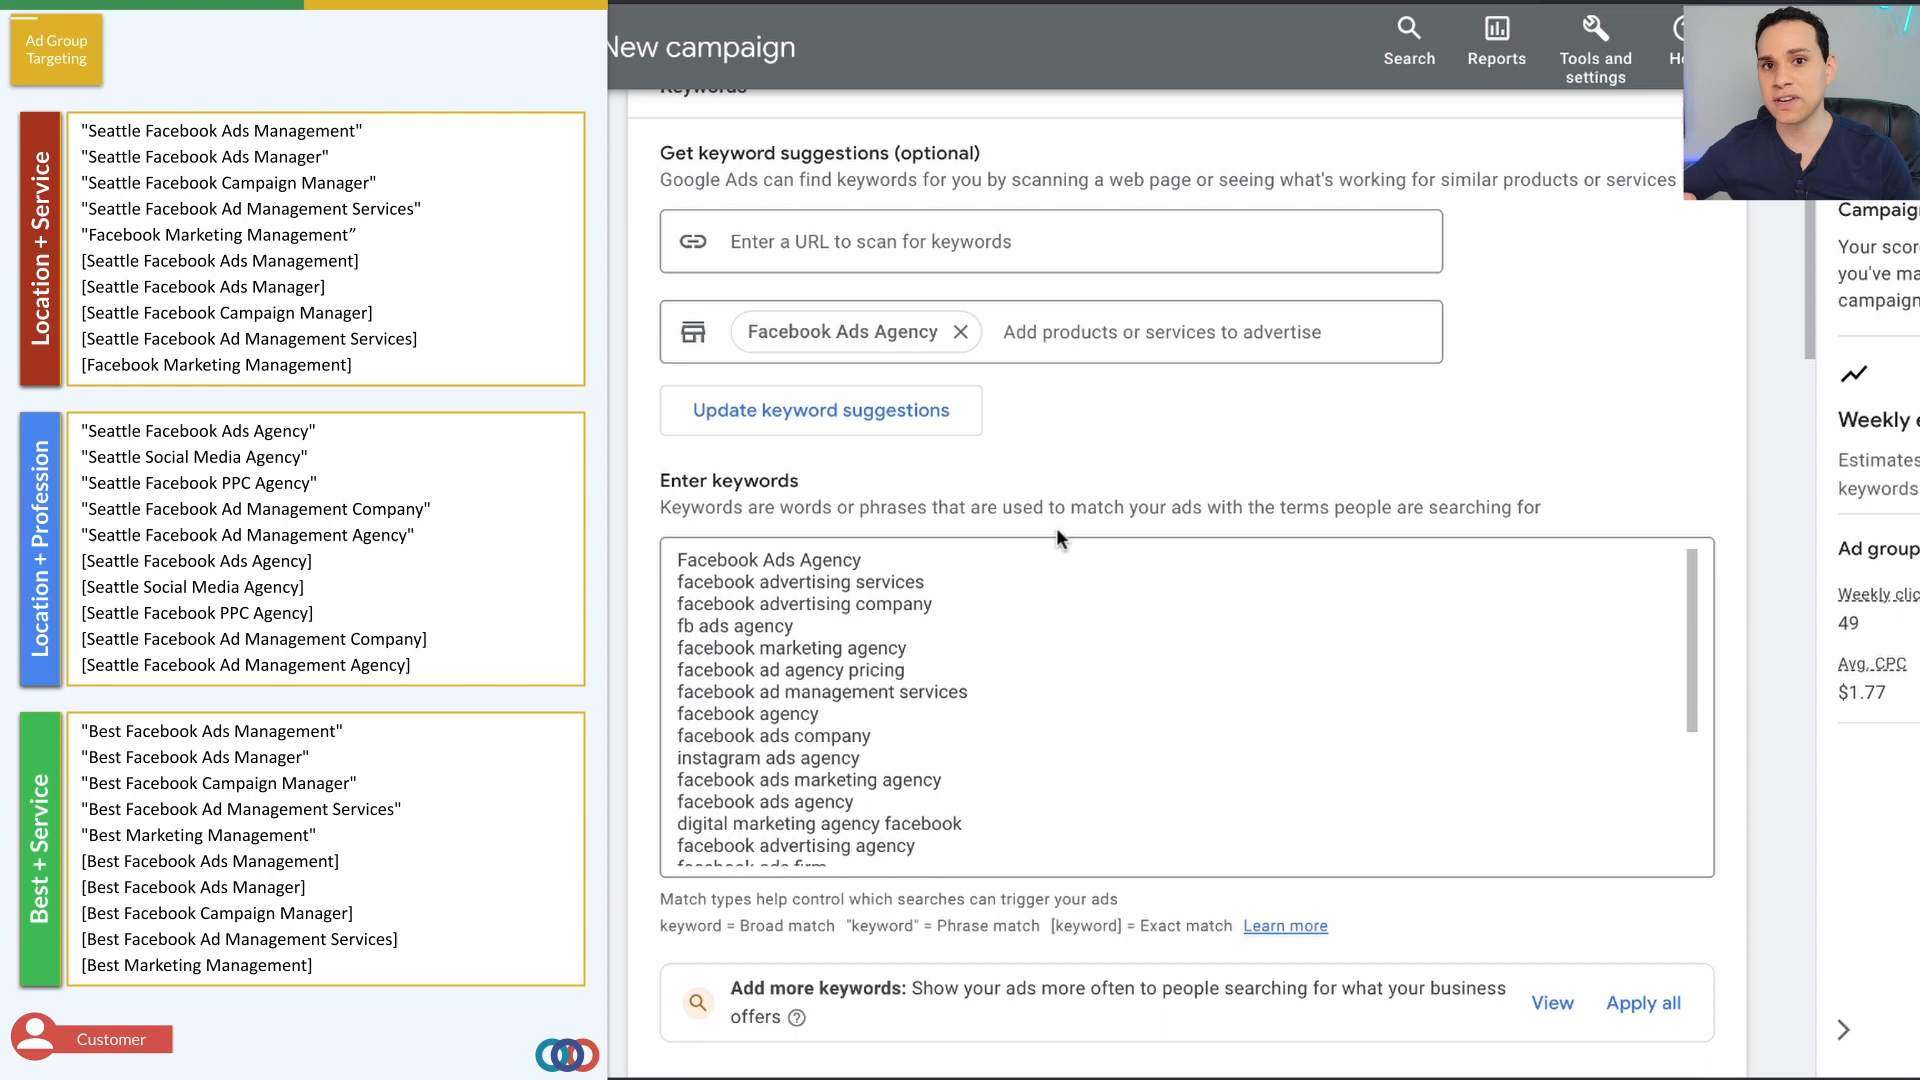 Ad Group
Targeting
Location + Service
"Seattle Facebook Ads Management"
"Seattle Facebook Ads Manager"
"Seattle Facebook Campaign Manager"
"Seattle Facebook Ad Management Services"
"Facebook Marketing Management”
[Seattle Facebook Ads Management]
[Seattle Facebook Ads Manager]
[Seattle Facebook Campaign Manager]
[Seattle Facebook Ad Management Services]
[Facebook Marketing Management]
Location + Profession
"Seattle Facebook Ads Agency"
"Seattle Social Media Agency"
"Seattle Facebook PPC Agency"
"Seattle Facebook Ad Management Company"
"Seattle Facebook Ad Management Agency"
[Seattle Facebook Ads Agency]
[Seattle Social Media Agency]
[Seattle Facebook PPC Agency]
[Seattle Facebook Ad Management Company]
[Seattle Facebook Ad Management Agency]
Best + Service
"Best Facebook Ads Management"
"Best Facebook Ads Manager"
"Best Facebook Campaign Manager"
"Best Facebook Ad Management Services"
"Best Marketing Management"
[Best Facebook Ads Management]
[Best Facebook Ads Manager]
[Best Facebook Campaign Manager]
[Best Facebook Ad Management Services]
[Best Marketing Management]
Customer
New campaign
Search
Reports
Tools and
settings
Keywords
Get keyword suggestions (optional)
Google Ads can find keywords for you by scanning a web page or seeing what's working for similar products or services
Enter a URL to scan for keywords
Facebook Ads Agency
Add products or services to advertise
Update keyword suggestions
Enter keywords
Keywords are words or phrases that are used to match your ads with the terms people are searching for
Facebook Ads Agency
facebook advertising services
facebook advertising company
fb ads agency
facebook marketing agency
facebook ad agency pricing
facebook ad management services
facebook agency
facebook ads company
instagram ads agency
facebook ads marketing agency
facebook ads agency
digital marketing agency facebook
facebook advertising agency
facebook ads firm
Match types help control which searches can trigger your ads
keyword = Broad match "keyword" = Phrase match [keyword] = Exact match Learn more
Add more keywords: Show your ads more often to people searching for what your business
offers
View
Apply all
Campaig
Your scor
you've ma
campaign
Weekly e
Estimates
keywords
Ad group
Weekly clic
49
Avg. CPC
$1.77